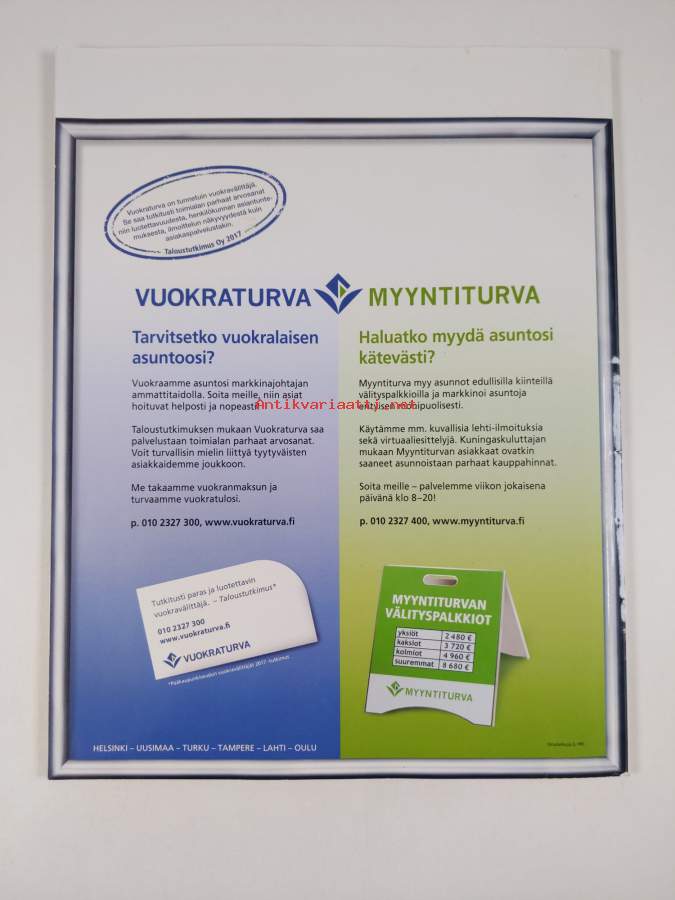 Vuokraturva on tunnetuin vuokravälittäjä.
Se saa tutkitusti toimialan parhaat arvosanat
niin luotettavuudesta, henkilökunnan asiantunte-
muksesta, ilmoittelun näkyvyydestä kuin
asiakaspalvelustakin.
Taloustutkimus Oy 2017
VUOKRATURVA MYYNTITURVA
Tarvitsetko vuokralaisen
asuntoosi?
Vuokraamme asuntosi markkinajohtajan
ammattitaidolla. Soita meille, niin asiat
hoituvat helposti ja nopeasti.
Taloustutkimuksen mukaan Vuokraturva saa
palvelustaan toimialan parhaat arvosanat.
Voit turvallisin mielin liittyä tyytyväisten
asiakkaidemme joukkoon.
Me takaamme vuokranmaksun ja
turvaamme vuokratulosi.
p. 010 2327 300, www.vuokraturva.fi
Haluatko myydä asuntosi
kätevästi?
Myyntiturva myy asunnot edullisilla kiinteillä
välityspalkkioilla ja markkinoi asuntoja
erityisen monipuolisesti.
Käytämme mm. kuvallisia lehti-ilmoituksia
sekä virtuaaliesittelyjä. Kuningaskuluttajan
mukaan Myyntiturvan asiakkaat ovatkin
saaneet asunnoistaan parhaat kauppahinnat.
Soita meille – palvelemme viikon jokaisena
päivänä klo 8–20!
p. 010 2327 400, www.myyntiturva.fi
Antikvariaatti.net
Tutkitusti paras ja luotettavin
vuokravälittäjä. – Taloustutkimus*
010 2327 300
www.vuokraturva.fi
VUOKRATURVA
*Pääkaupunkiseudun vuokravälittäjät 2017 -tutkimus
MYYNTITURVAN
VÄLITYSPALKKIOT
yksiöt 2 480 €
kaksiot 3 720 €
kolmiot 4 960 €
suuremmat 8 680 €
MYYNTITURVA
HELSINKI – UUSIMAA – TURKU – TAMPERE – LAHTI – OULU